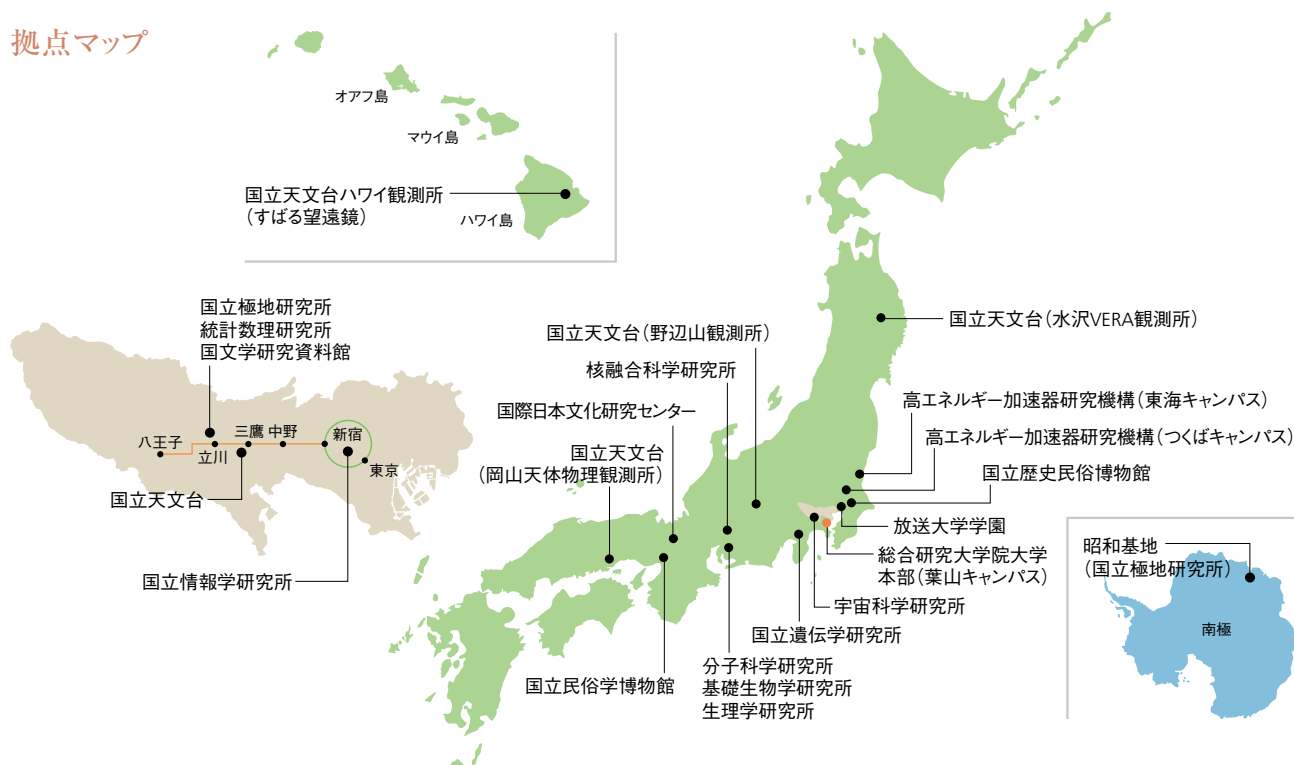 拠点マップ
オアフ島
マウイ島
国立天文台ハワイ観測所
(すばる望遠鏡)
ハワイ島
国立極地研究所
統計数理研究所
国文学研究資料館
八王子
立川
三鷹
中野
新宿
東京
国立天文台
国立情報学研究所
国立天文台(水沢VERA観測所)
国立天文台(野辺山観測所)
核融合科学研究所
国際日本文化研究センター
国立天文台
(岡山天体物理観測所)
高エネルギー加速器研究機構(東海キャンパス)
高エネルギー加速器研究機構(つくばキャンパス)
国立歴史民俗博物館
放送大学学園
総合研究大学院大学
本部(葉山キャンパス)
宇宙科学研究所
国立遺伝学研究所
分子科学研究所
基礎生物学研究所
生理学研究所
国立民俗学博物館
昭和基地
(国立極地研究所)
南極